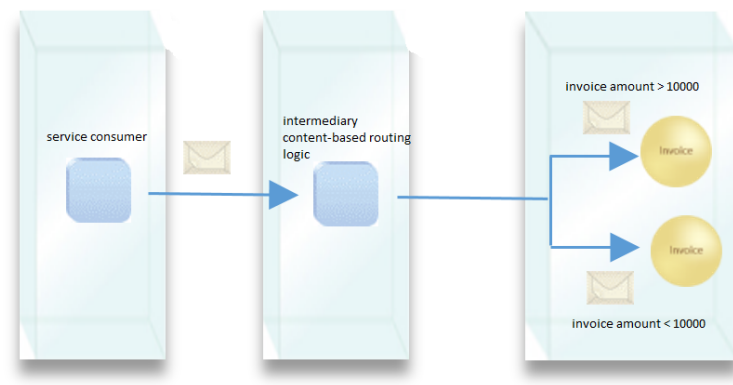 service consumer
intermediary
content-based routing
logic
invoice amount > 10000
Invoice
Invoice
invoice amount < 10000